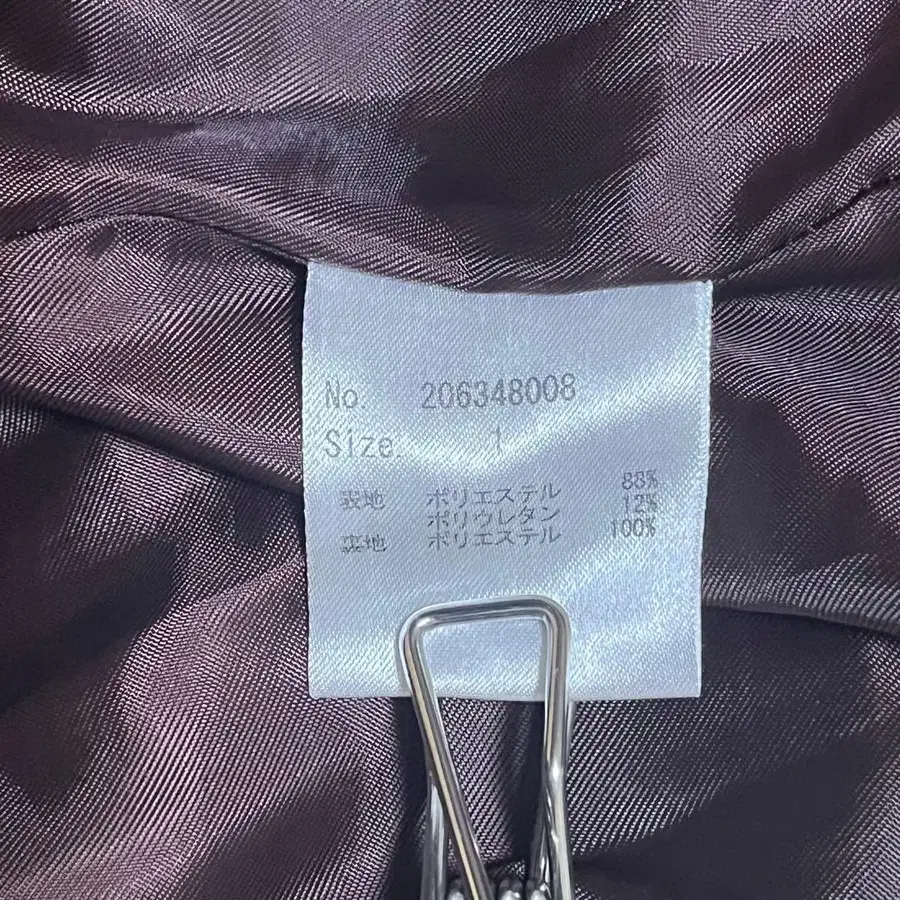 No. 206348008
Size. 1
表地 ポリエステル 88%
ポリウレタン 12%
裏地 ポリエステル 100%